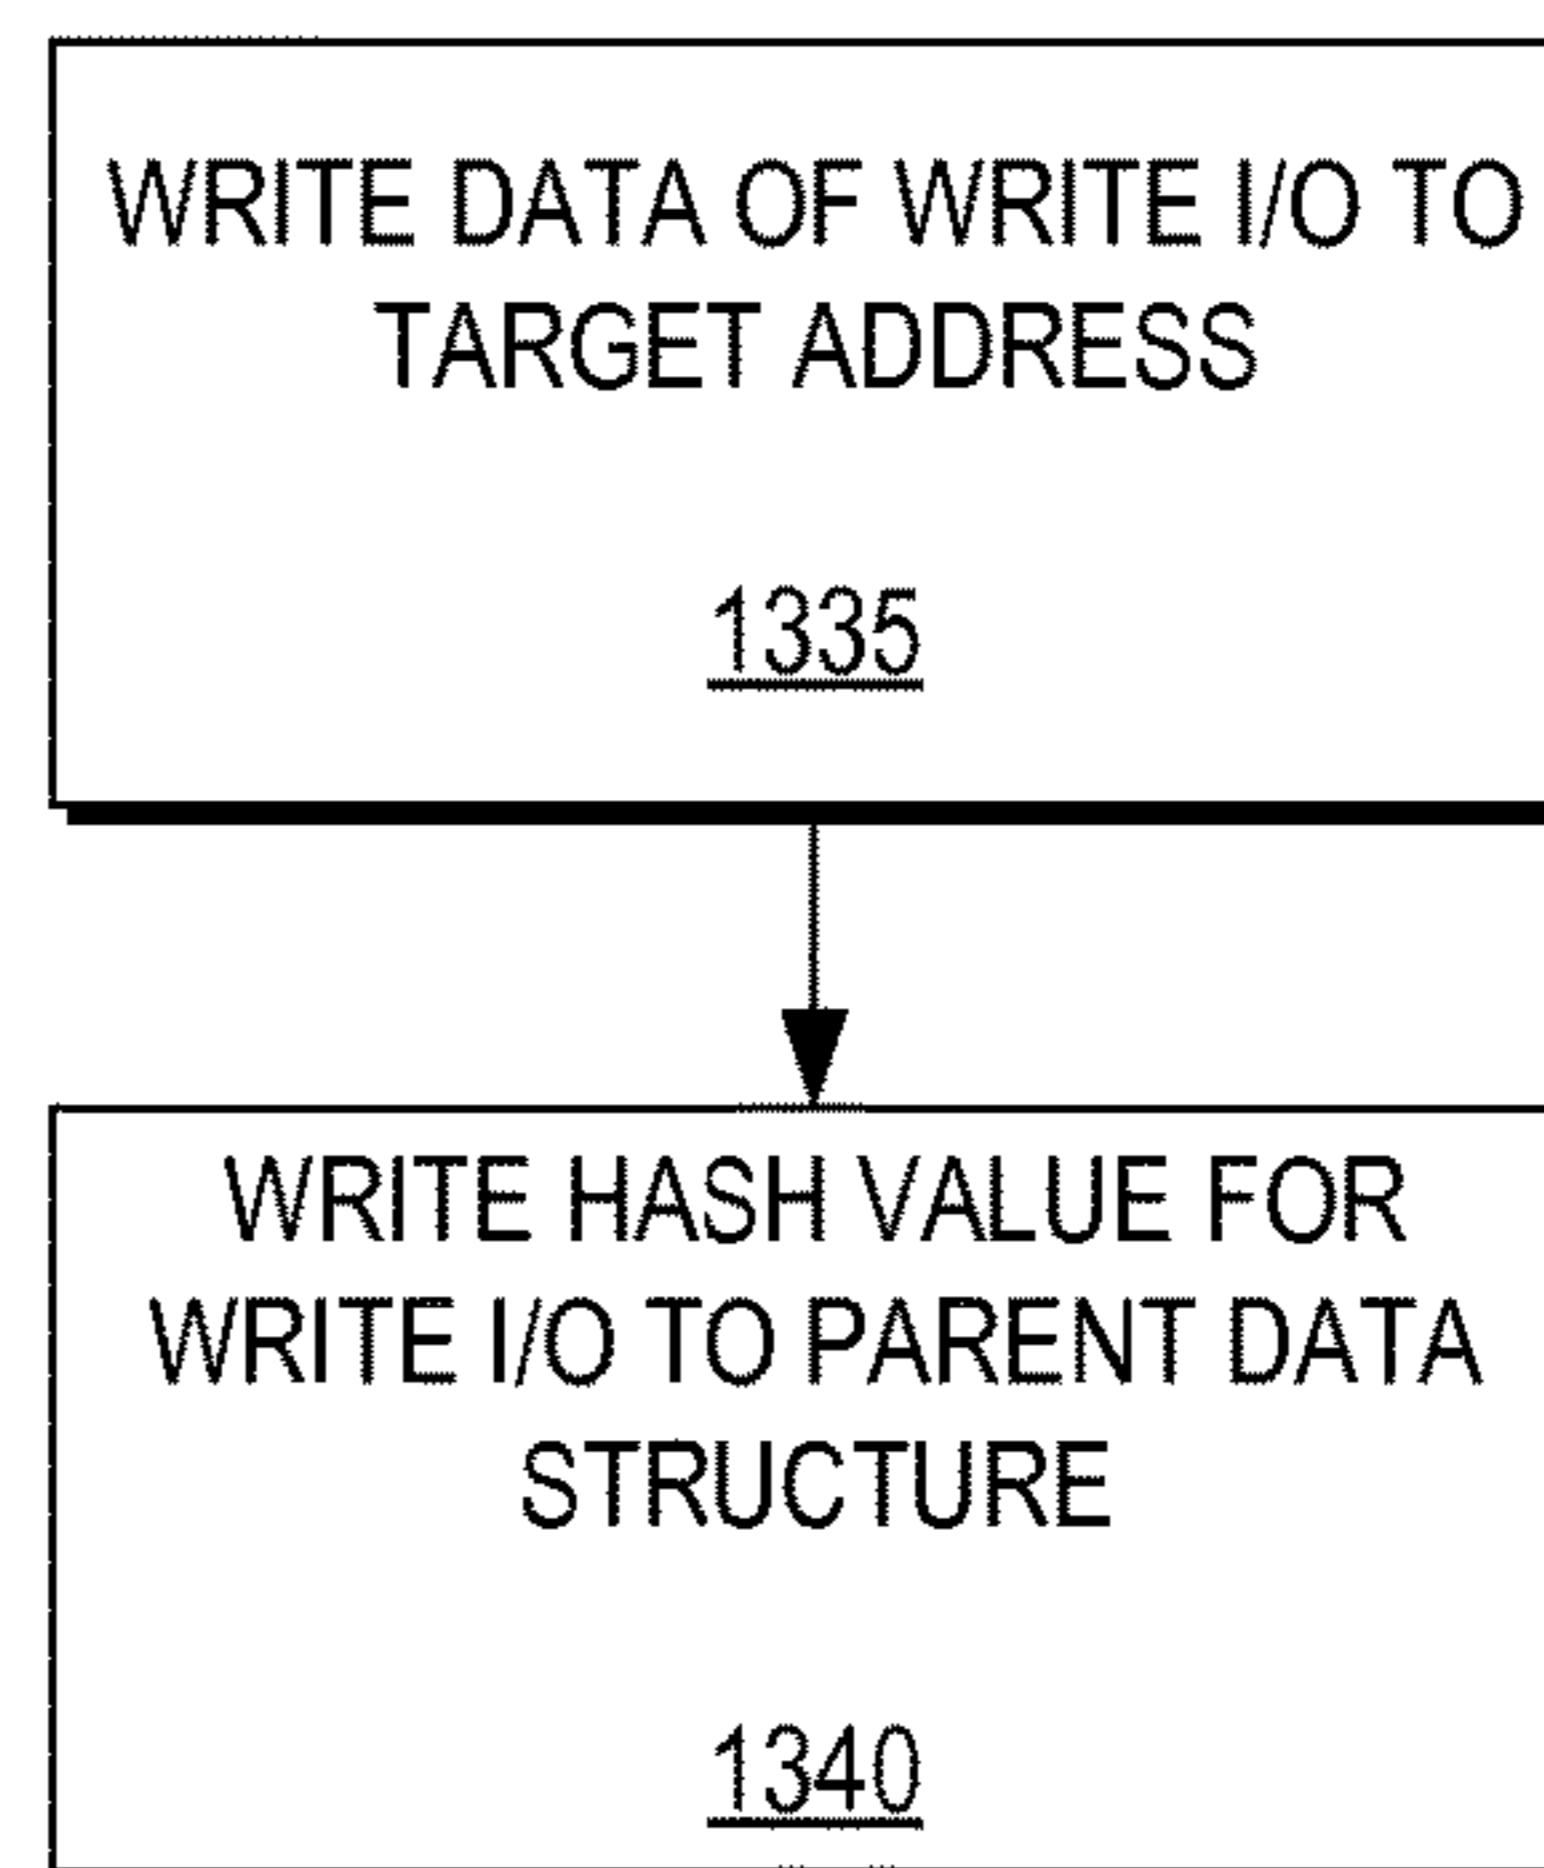 WRITE DATA OF WRITE I/O TO
TARGET ADDRESS
1335
WRITE HASH VALUE FOR
WRITE I/O TO PARENT DATA
STRUCTURE
1340